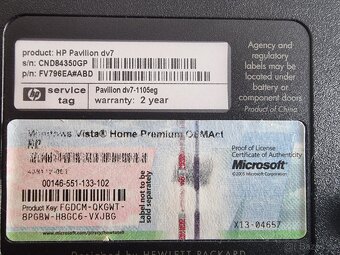 product: HP Pavilion dv7
s/n: CND84350GP
p/n: FV796EA#ABD
hp
service
tag
Pavilion dv7-1105eg
warranty: 2 year
Agency and
regulatory
labels may be
located under
battery and/or
component doors
Product of China
Windows Vista® Home Premium OEMAct
HP
00146-551-133-102
Product Key: FGDCM-QKGWT-
8PGBW-H8GC6-VXJBG
Label not to be
sold separately
Proof of License
Certificate of Authenticity
Microsoft®
©2005 Microsoft Corporation
X13-04657
HEWLETT PACKARD